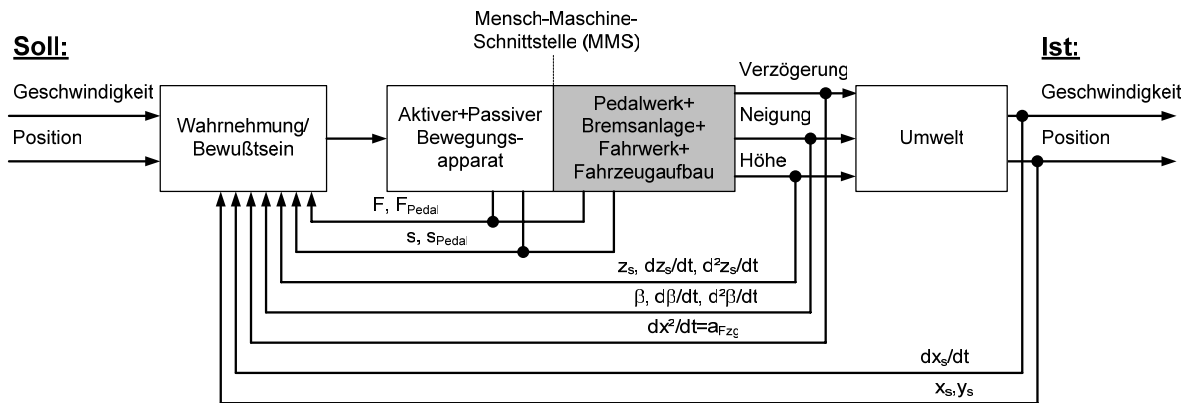 Mensch-Maschine-
Schnittstelle (MMS)
Soll:
Ist:
Geschwindigkeit
Position
Wahrnehmung/
Bewußtsein
Aktiver+Passiver
Bewegungs-
apparat
Pedalwerk+
Bremsanlage+
Fahrwerk+
Fahrzeugaufbau
Verzögerung
Neigung
Höhe
Umwelt
Geschwindigkeit
Position
F, F_Pedal
s, s_Pedal
z_s, dz_s/dt, d²z_s/dt
β, dβ/dt, d²β/dt
dx²/dt=a_Fzg
dx_s/dt
x_s,y_s